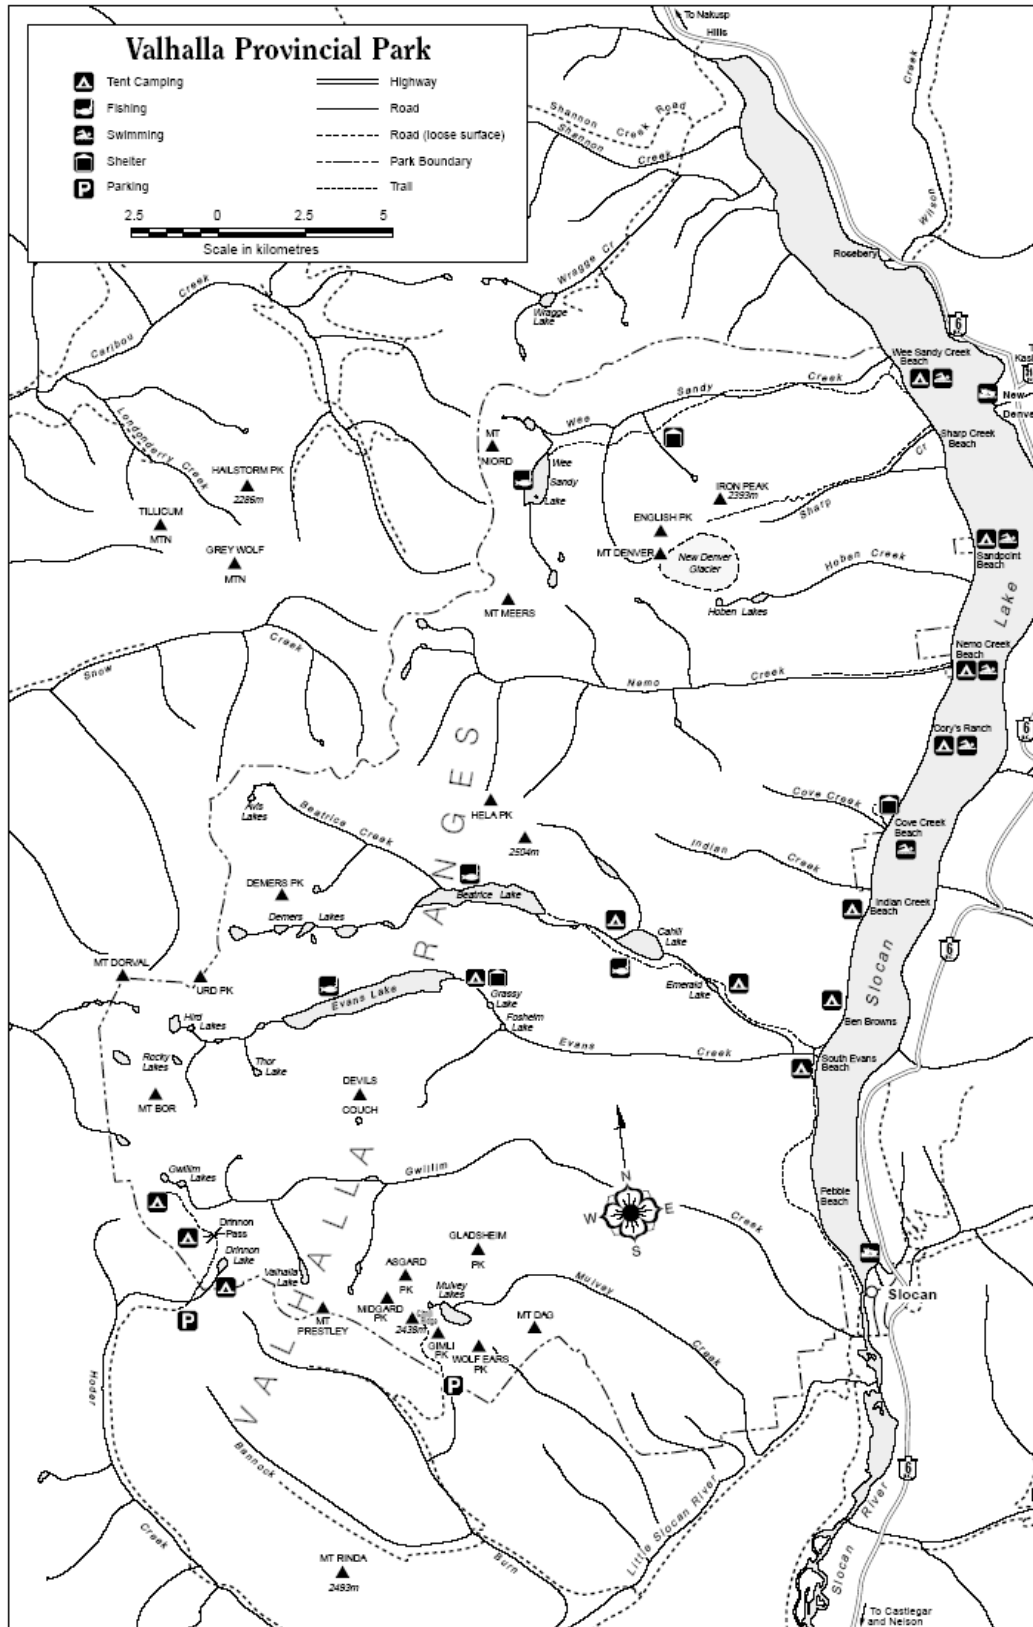 To Nakusp
Hills
Valhalla Provincial Park
Tent Camping
Highway
Fishing
Road
Swimming
Road (loose surface)
Shelter
Park Boundary
P
Parking
Trail
2.5 0 2.5 5
Scale in kilometres
Shannon Creek Road
Shannon Creek
Creek
Wilson
Rosebery
Wragge Cr
Wragge
Lake
Caribou Creek
6
Wee Sandy Creek
Beach
New
Wee Sandy Creek
Londonderry Creek
MT
NIORD
Wee
Sandy
Lake
Sharp Creek
Beach
HAILSTORM PK
2286m
IRON PEAK
2393m
Sharp Cr
TILLICUM
MTN
ENGLISH PK
GREY WOLF
MTN
MT DENVER
New Denver
Glacier
Hoben Creek
Sandpoint
Beach
MT MEERS
Hoben Lakes
Slocan Lake
Snow Creek
Nemo Creek
Beach
Nemo Creek
Cory's Ranch
6
VALHALLA RANGES
Avis
Lakes
Beatrice Creek
HELA PK
2504m
Cove Creek
Cove Creek
Beach
Indian Creek
DEMERS PK
Beatrice Lake
Demers Lakes
Indian Creek
Beach
Cahill
Lake
6
MT DORVAL
URD PK
Evans Lake
Grassy
Lake
Emerald
Lake
Hird
Lakes
Fosheim
Lake
Ben Browns
Rocky
Lakes
Thor
Lake
Evans Creek
South Evans
Beach
MT BOR
DEVILS
COUCH
Gwillim
Lakes
Gwillim Creek
N
W E
S
Pebble
Beach
Drinnon
Pass
Drinnon
Lake
GLADSHEIM
PK
Valhalla
Lake
ASGARD
PK
Mulvey
Lakes
Mulvey Creek
Slocan
MIDGARD
PK
2439m
MT
PRESTLEY
GIMLI
PK
WOLF EARS
PK
MT DAG
P
P
Hoder Creek
Bannock Burn
Little Slocan River
6
Slocan River
MT RINDA
2493m
To Castlegar
and Nelson